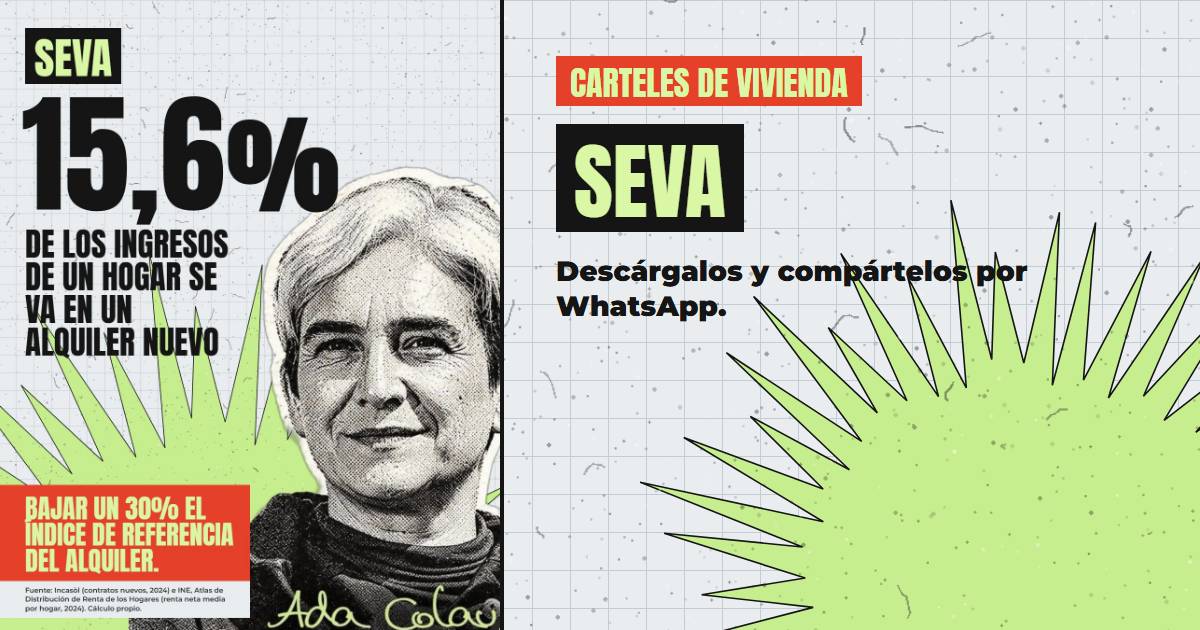 SEVA
15,6%
DE LOS INGRESOS
DE UN HOGAR SE
VA EN UN
ALQUILER NUEVO
BAJAR UN 30% EL
ÍNDICE DE REFERENCIA
DEL ALQUILER.
Fuente: Incasòl (contratos nuevos, 2024) e INE, Atlas de
Distribución de Renta de los Hogares (renta neta media
por hogar, 2024). Cálculo propio.
Ada Colau
CARTELES DE VIVIENDA
SEVA
Descárgalos y compártelos por
WhatsApp.